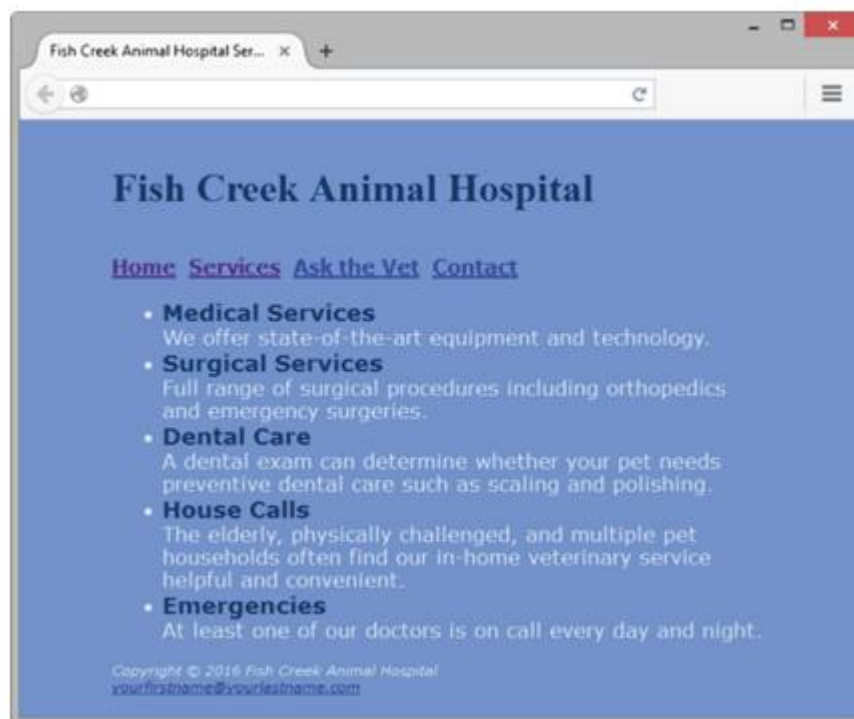 Fish Creek Animal Hospital Ser...
Fish Creek Animal Hospital
Home Services Ask the Vet Contact
Medical Services
We offer state-of-the-art equipment and technology.
Surgical Services
Full range of surgical procedures including orthopedics
and emergency surgeries.
Dental Care
A dental exam can determine whether your pet needs
preventive dental care such as scaling and polishing.
House Calls
The elderly, physically challenged, and multiple pet
households often find our in-home veterinary service
helpful and convenient.
Emergencies
At least one of our doctors is on call every day and night.
Copyright © 2016 Fish Creek Animal Hospital
yourfirstname@yourlastname.com